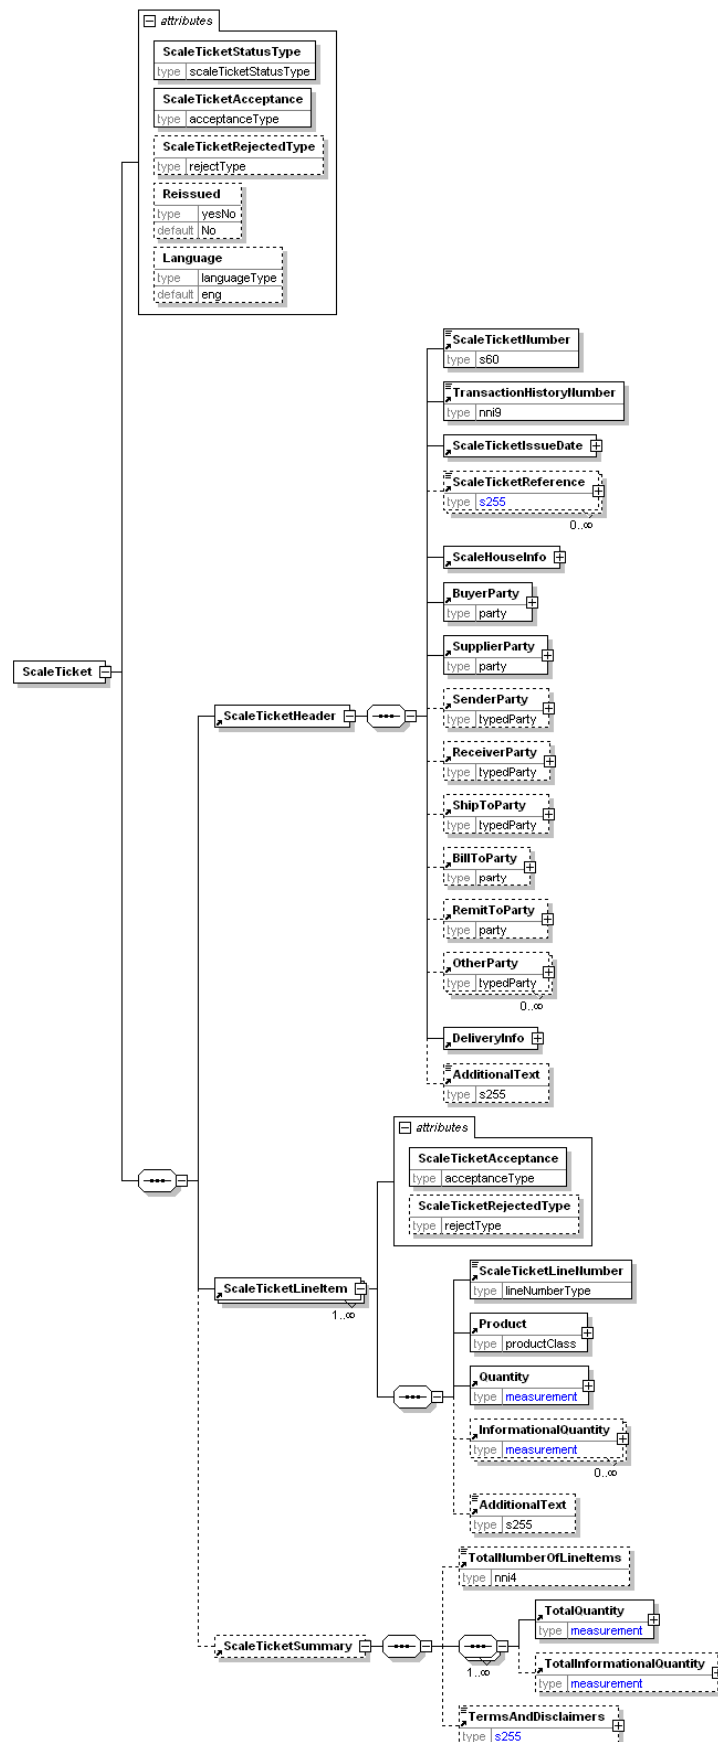 attributes
ScaleTicketStatusType
type scaleTicketStatusType
ScaleTicketAcceptance
type acceptanceType
ScaleTicketRejectedType
type rejectType
Reissued
type yesNo
default No
Language
type languageType
default eng
ScaleTicket
ScaleTicketHeader
ScaleTicketNumber
type s60
TransactionHistoryNumber
type nni9
ScaleTicketIssueDate
ScaleTicketReference
type s255
0..∞
ScaleHouseInfo
BuyerParty
type party
SupplierParty
type party
SenderParty
type typedParty
ReceiverParty
type typedParty
ShipToParty
type typedParty
BillToParty
type party
RemitToParty
type party
OtherParty
type typedParty
0..∞
DeliveryInfo
AdditionalText
type s255
ScaleTicketLineItem
1..∞
attributes
ScaleTicketAcceptance
type acceptanceType
ScaleTicketRejectedType
type rejectType
ScaleTicketLineNumber
type lineNumberType
Product
type productClass
Quantity
type measurement
InformationalQuantity
type measurement
0..∞
AdditionalText
type s255
ScaleTicketSummary
TotalNumberOfLineItems
type nni4
1..∞
TotalQuantity
type measurement
TotalInformationalQuantity
type measurement
TermsAndDisclaimers
type s255